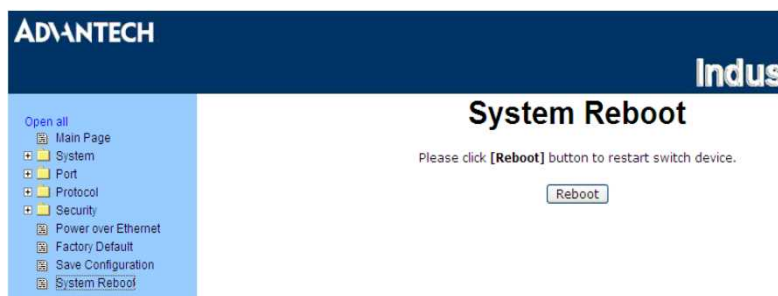 ADVANTECH
Indus
Open all
Main Page
System
Port
Protocol
Security
Power over Ethernet
Factory Default
Save Configuration
System Reboot
System Reboot
Please click [Reboot] button to restart switch device.
Reboot